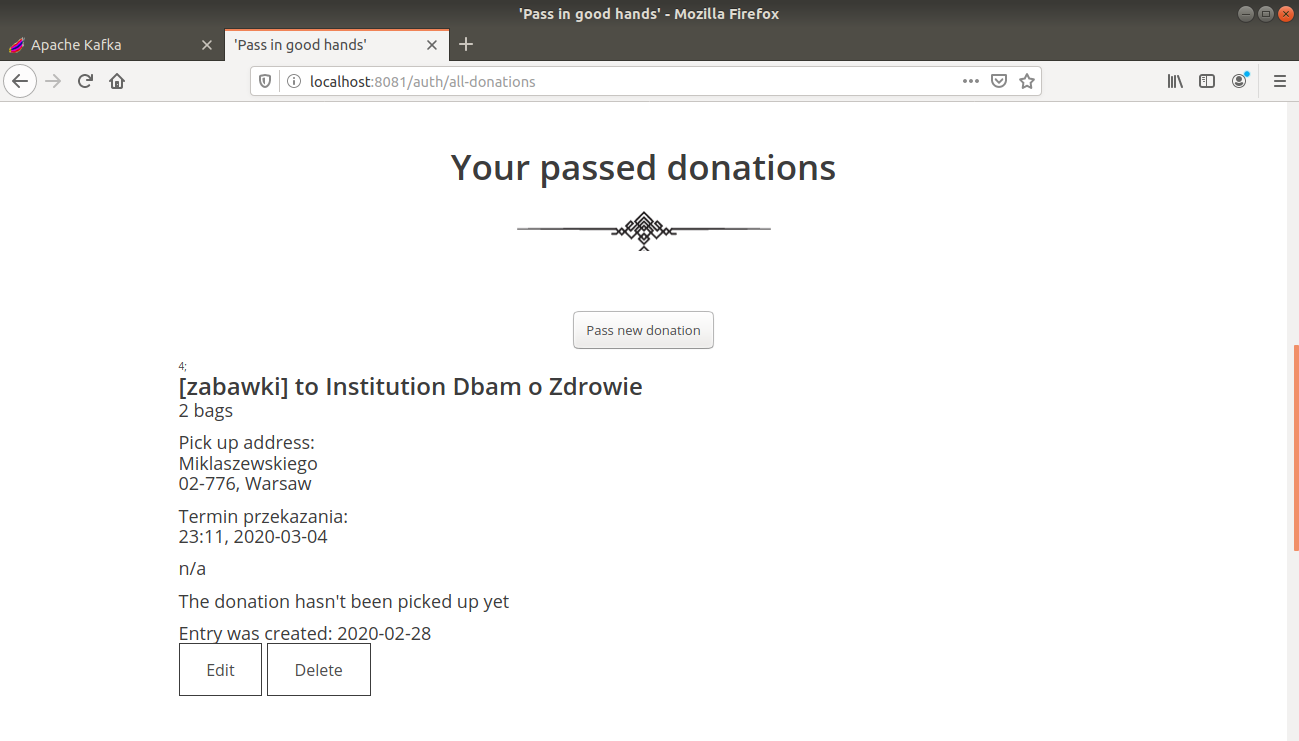 'Pass in good hands' - Mozilla Firefox
Apache Kafka
'Pass in good hands'
localhost:8081/auth/all-donations
Your passed donations
Pass new donation
4;
[zabawki] to Institution Dbam o Zdrowie
2 bags
Pick up address:
Miklaszewskiego
02-776, Warsaw
Termin przekazania:
23:11, 2020-03-04
n/a
The donation hasn't been picked up yet
Entry was created: 2020-02-28
Edit
Delete